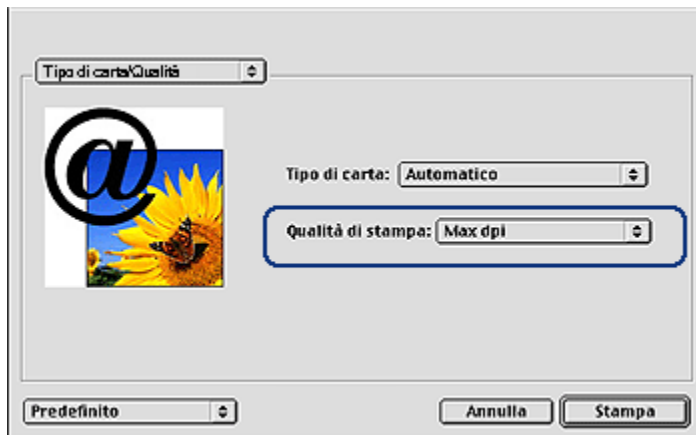 Tipo di carta/Qualità
@
Tipo di carta: Automatico
Qualità di stampa: Max dpi
Predefinito Annulla Stampa